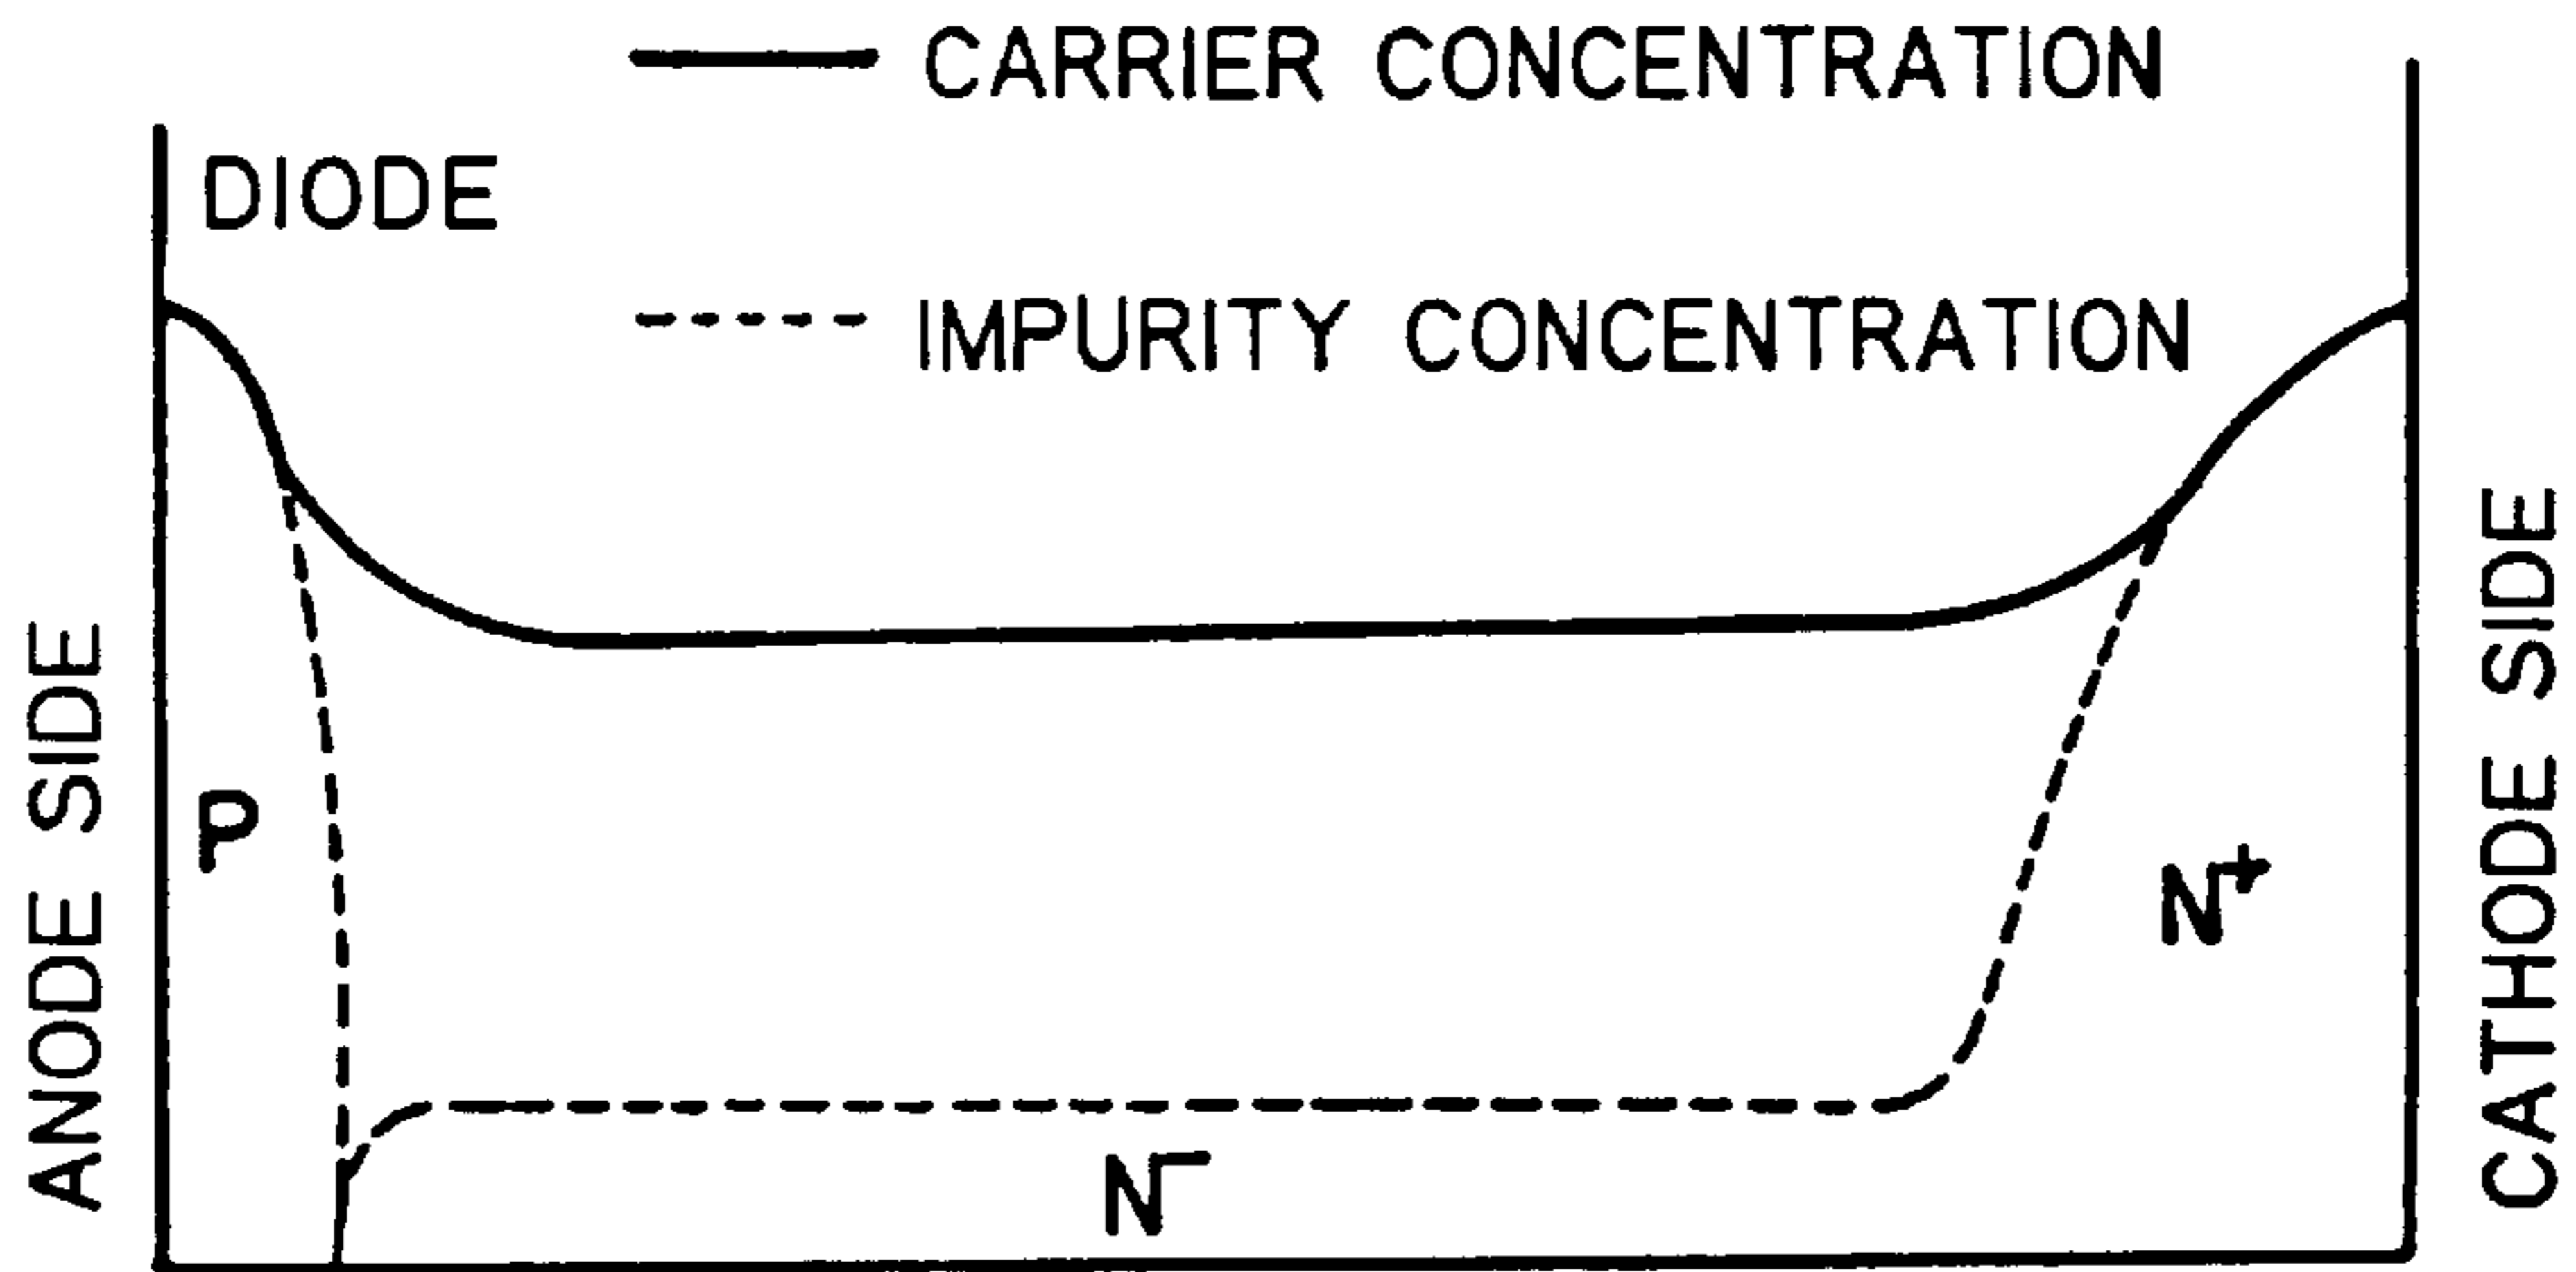 CARRIER CONCENTRATION
DIODE
IMPURITY CONCENTRATION
ANODE SIDE
P
N⁻
N⁺
CATHODE SIDE